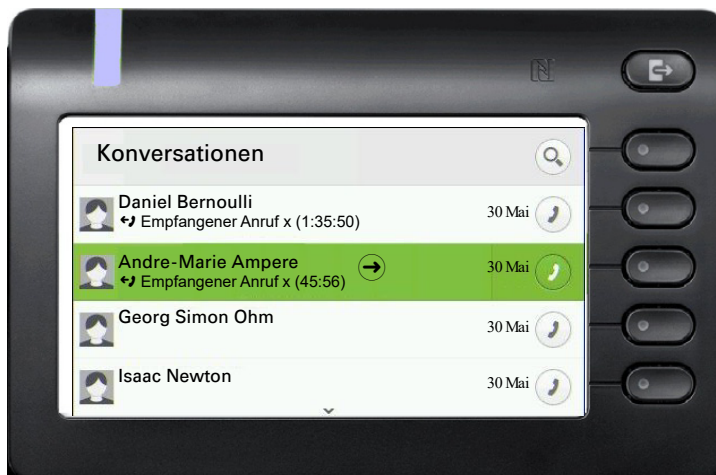 Konversationen
Daniel Bernoulli
Empfangener Anruf x (1:35:50)
30 Mai
Andre-Marie Ampere
Empfangener Anruf x (45:56)
30 Mai
Georg Simon Ohm
30 Mai
Isaac Newton
30 Mai